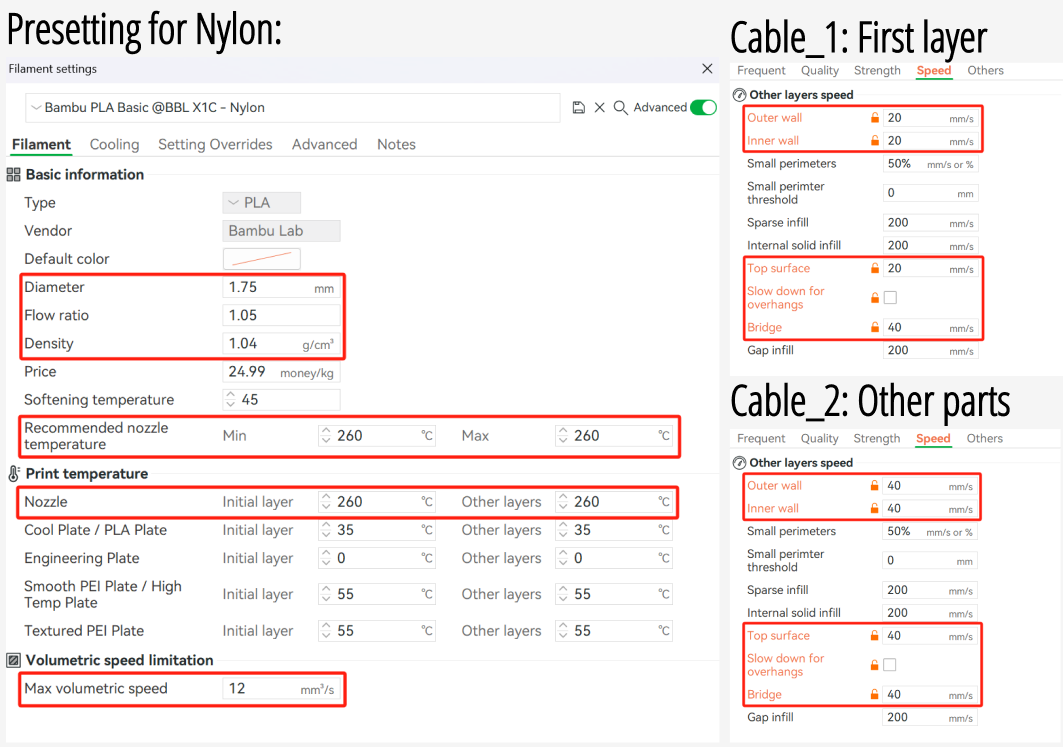 Presetting for Nylon:
Filament settings
Bambu PLA Basic @BBL X1C - Nylon
Advanced
Filament Cooling Setting Overrides Advanced Notes
Basic information
Type PLA
Vendor Bambu Lab
Default color
Diameter 1.75 mm
Flow ratio 1.05
Density 1.04 g/cm³
Price 24.99 money/kg
Softening temperature 45
Recommended nozzle
temperature
Min 260 °C Max 260 °C
Print temperature
Nozzle Initial layer 260 °C Other layers 260 °C
Cool Plate / PLA Plate Initial layer 35 °C Other layers 35 °C
Engineering Plate Initial layer 0 °C Other layers 0 °C
Smooth PEI Plate / High
Temp Plate
Initial layer 55 °C Other layers 55 °C
Textured PEI Plate Initial layer 55 °C Other layers 55 °C
Volumetric speed limitation
Max volumetric speed 12 mm³/s
Cable_1: First layer
Frequent Quality Strength Speed Others
Other layers speed
Outer wall 20 mm/s
Inner wall 20 mm/s
Small perimeters 50% mm/s or %
Small perimter
threshold
0 mm
Sparse infill 200 mm/s
Internal solid infill 200 mm/s
Top surface 20 mm/s
Slow down for
overhangs
Bridge 40 mm/s
Gap infill 200 mm/s
Cable_2: Other parts
Frequent Quality Strength Speed Others
Other layers speed
Outer wall 40 mm/s
Inner wall 40 mm/s
Small perimeters 50% mm/s or %
Small perimter
threshold
0 mm
Sparse infill 200 mm/s
Internal solid infill 200 mm/s
Top surface 40 mm/s
Slow down for
overhangs
Bridge 40 mm/s
Gap infill 200 mm/s